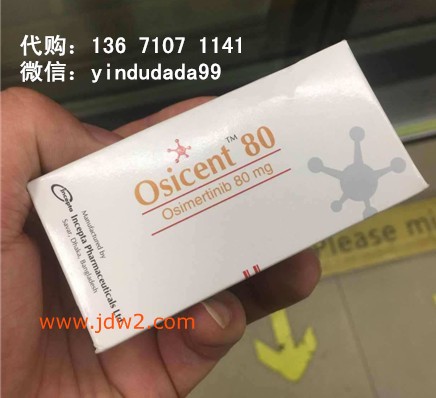 代购：136 7107 1141
微信：yindudada99
Osicent™ 80
Osimertinib 80 mg
Incepta
Manufactured by
Incepta Pharmaceuticals Ltd.
Savar, Dhaka, Bangladesh
Please mi
www.jdw2.com